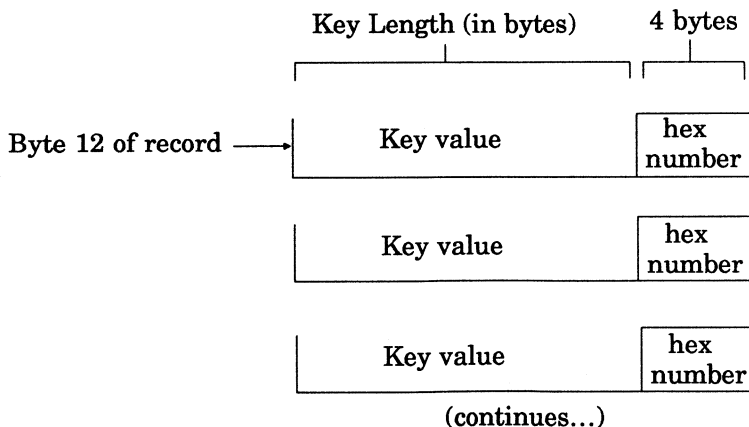 Key Length (in bytes)
4 bytes
Byte 12 of record
Key value
hex
number
Key value
hex
number
Key value
hex
number
(continues...)